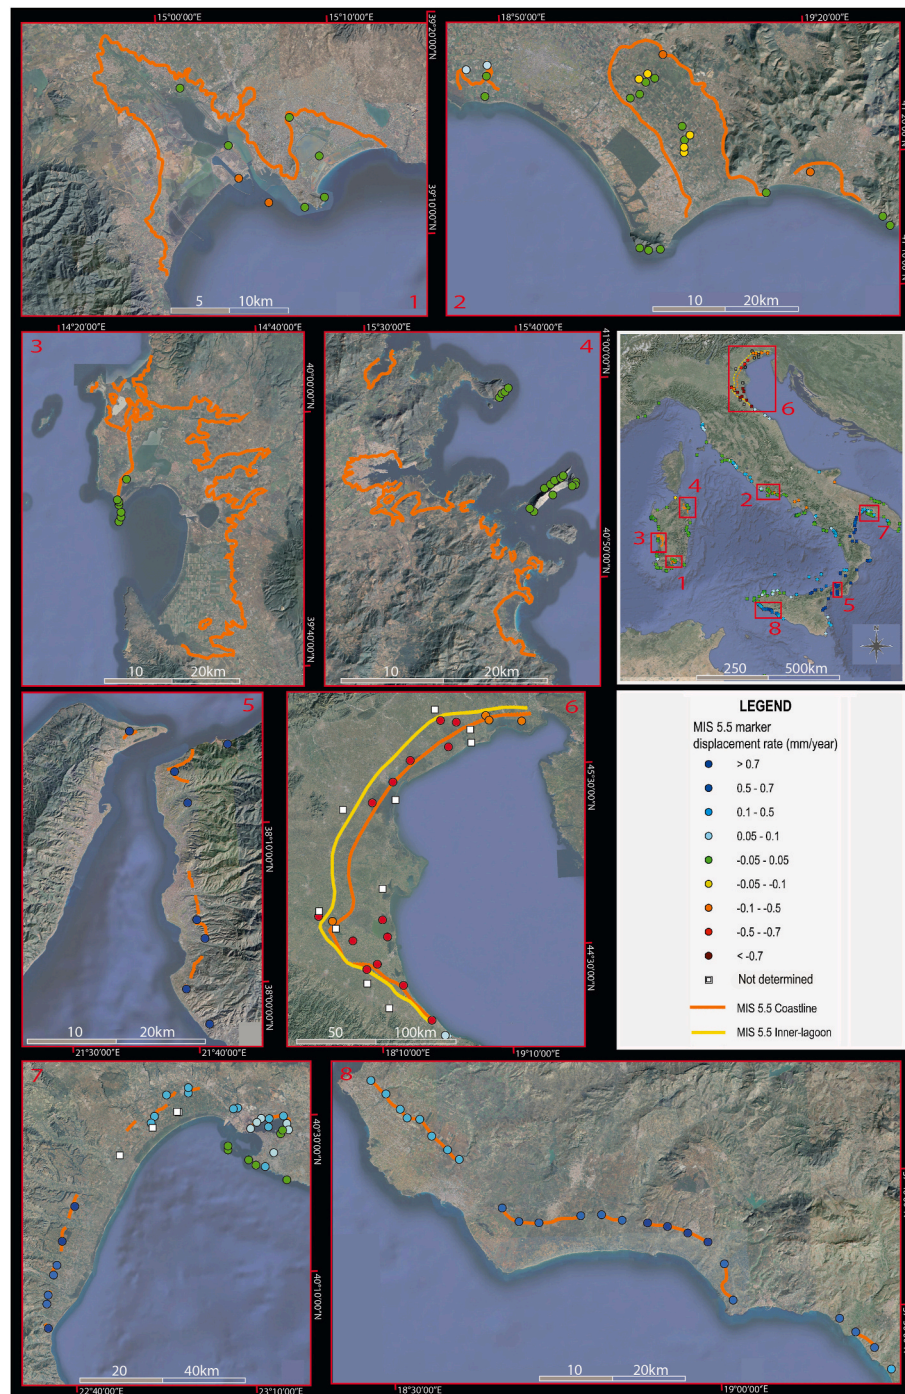 15°00'00"E
15°10'00"E
39°20'00"N
39°10'00"N
5
10km
1
18°50'00"E
19°20'00"E
41°20'00"N
10
20km
2
14°20'00"E
14°40'00"E
40°00'00"N
39°40'00"N
3
10
20km
15°30'00"E
15°40'00"E
41°00'00"N
40°50'00"N
4
10
20km
6
4
2
7
3
1
5
8
250
500km
5
38°10'00"N
38°00'00"N
10
20km
21°30'00"E
21°40'00"E
6
45°30'00"N
44°30'00"N
50
100km
18°10'00"E
19°10'00"E
LEGEND
MIS 5.5 marker
displacement rate (mm/year)
> 0.7
0.5 - 0.7
0.1 - 0.5
0.05 - 0.1
-0.05 - 0.05
-0.05 - -0.1
-0.1 - -0.5
-0.5 - -0.7
< -0.7
Not determined
MIS 5.5 Coastline
MIS 5.5 Inner-lagoon
7
40°30'00"N
40°10'00"N
20
40km
22°40'00"E
23°10'00"E
8
10
20km
18°30'00"E
19°00'00"E